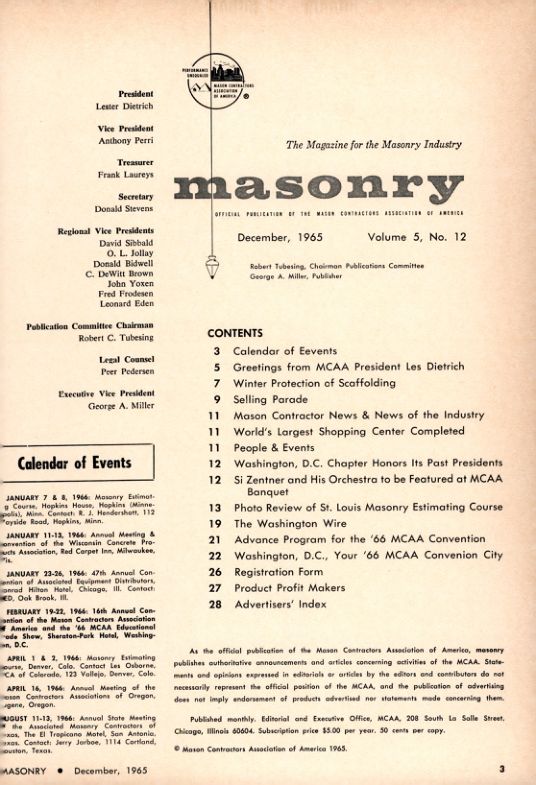 PERFORMANCE
UNEQUALED
MASON CONTRACTORS
ASSOCIATION
OF AMERICA
®
President
Lester Dietrich
Vice President
Anthony Perri
Treasurer
Frank Laureys
Secretary
Donald Stevens
Regional Vice Presidents
David Sibbald
O. L. Jollay
Donald Bidwell
C. DeWitt Brown
John Yoxen
Fred Frodesen
Leonard Eden
Publication Committee Chairman
Robert C. Tubesing
Legal Counsel
Peer Pedersen
Executive Vice President
George A. Miller
Calendar of Events
JANUARY 7 & 8, 1966: Masonry Estimat-
g Course, Hopkins House, Hopkins (Minne-
polis), Minn. Contact: R. J. Hendershott, 112
ayside Road, Hopkins, Minn.
JANUARY 11-13, 1966: Annual Meeting &
onvention of the Wisconsin Concrete Pro-
ucts Association, Red Carpet Inn, Milwaukee,
is.
JANUARY 23-26, 1966: 47th Annual Con-
ention of Associated Equipment Distributors,
onrad Hilton Hotel, Chicago, Ill. Contact:
ED, Oak Brook, Ill.
FEBRUARY 19-22, 1966: 16th Annual Con-
ention of the Mason Contractors Association
f America and the '66 MCAA Educational
ade Show, Sheraton-Park Hotel, Washing-
n, D.C.
APRIL 1 & 2, 1966: Masonry Estimating
ourse, Denver, Colo. Contact Les Osborne,
CA of Colorado, 123 Vallejo, Denver, Colo.
APRIL 16, 1966: Annual Meeting of the
ason Contractors Associations of Oregon,
ugene, Oregon.
UGUST 11-13, 1966: Annual State Meeting
f the Associated Masonry Contractors of
exas, The El Tropicano Motel, San Antonio,
exas. Contact: Jerry Jarboe, 1114 Cortland,
ouston, Texas.
The Magazine for the Masonry Industry
masonry
OFFICIAL PUBLICATION OF THE MASON CONTRACTORS ASSOCIATION OF AMERICA
December, 1965 Volume 5, No. 12
Robert Tubesing, Chairman Publications Committee
George A. Miller, Publisher
CONTENTS
3 Calendar of Eevents
5 Greetings from MCAA President Les Dietrich
7 Winter Protection of Scaffolding
9 Selling Parade
11 Mason Contractor News & News of the Industry
11 World's Largest Shopping Center Completed
11 People & Events
12 Washington, D.C. Chapter Honors Its Past Presidents
12 Si Zentner and His Orchestra to be Featured at MCAA
Banquet
13 Photo Review of St. Louis Masonry Estimating Course
19 The Washington Wire
21 Advance Program for the '66 MCAA Convention
22 Washington, D.C., Your '66 MCAA Convenion City
26 Registration Form
27 Product Profit Makers
28 Advertisers' Index
As the official publication of the Mason Contractors Association of America, masonry
publishes authoritative announcements and articles concerning activities of the MCAA. State-
ments and opinions expressed in editorials or articles by the editors and contributors do not
necessarily represent the official position of the MCAA, and the publication of advertising
does not imply endorsement of products advertised nor statements made concerning them.
Published monthly. Editorial and Executive Office, MCAA, 208 South La Salle Street,
Chicago, Illinois 60604. Subscription price $5.00 per year. 50 cents per copy.
© Mason Contractors Association of America 1965.
MASONRY • December, 1965
3